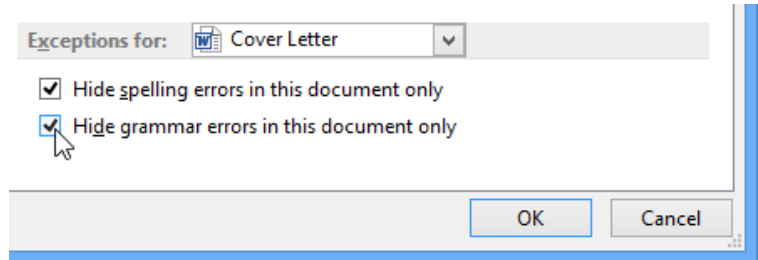 Exceptions for: Cover Letter
Hide spelling errors in this document only
Hide grammar errors in this document only
OK Cancel